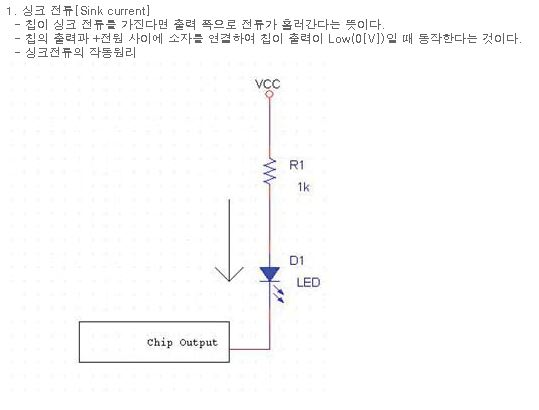 1. 싱크 전류[Sink current]
- 칩이 싱크 전류를 가진다면 출력 쪽으로 전류가 흘러간다는 뜻이다.
- 칩의 출력과 +전원 사이에 소자를 연결하여 칩이 출력이 Low(0[V])일 때 동작한다는 것이다.
- 싱크전류의 작동원리
VCC
R1
1k
D1
LED
Chip Output